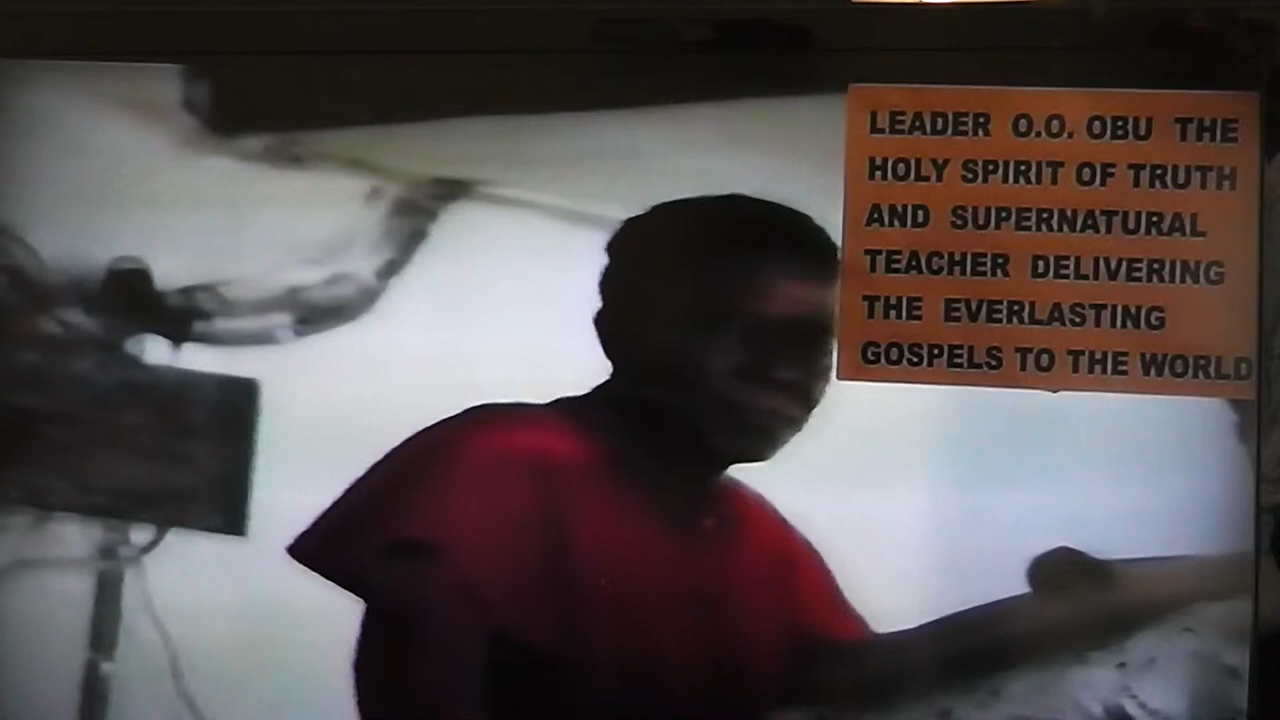 LEADER O.O. OBU THE
HOLY SPIRIT OF TRUTH
AND SUPERNATURAL
TEACHER DELIVERING
THE EVERLASTING
GOSPELS TO THE WORLD